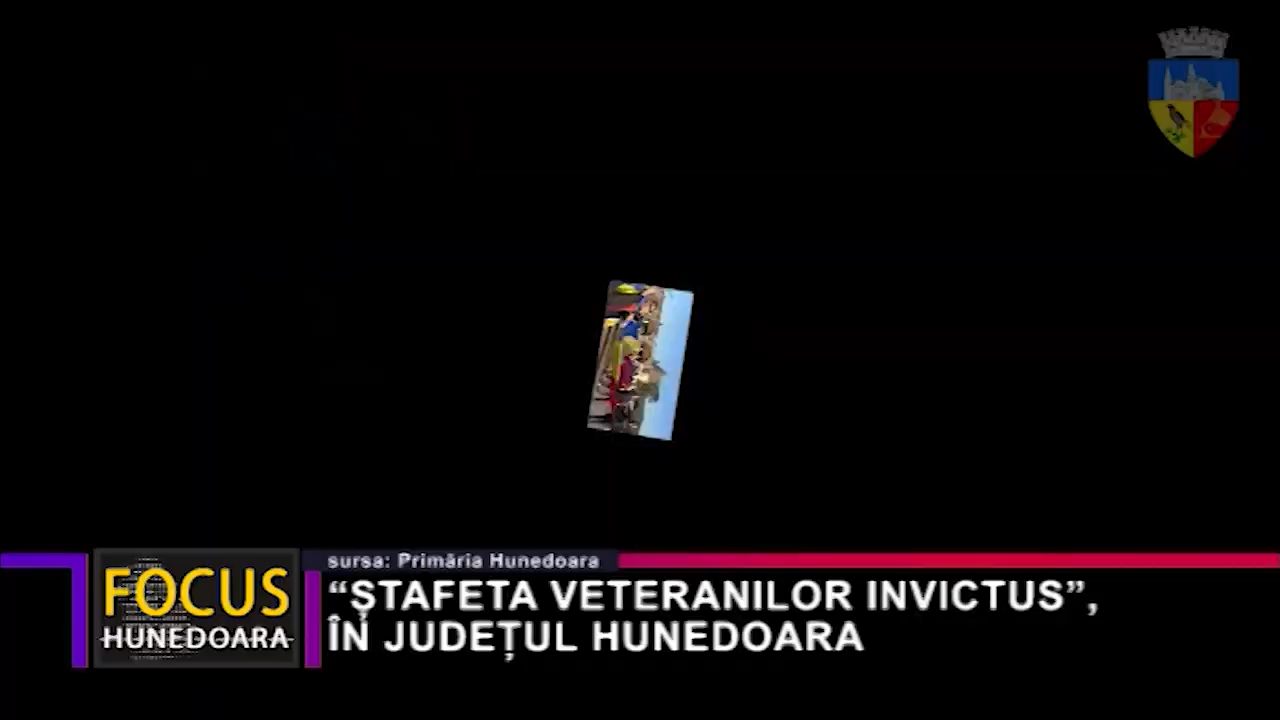 sursa: Primăria Hunedoara
FOCUS
HUNEDOARA
“ȘTAFETA VETERANILOR INVICTUS”,
ÎN JUDEȚUL HUNEDOARA